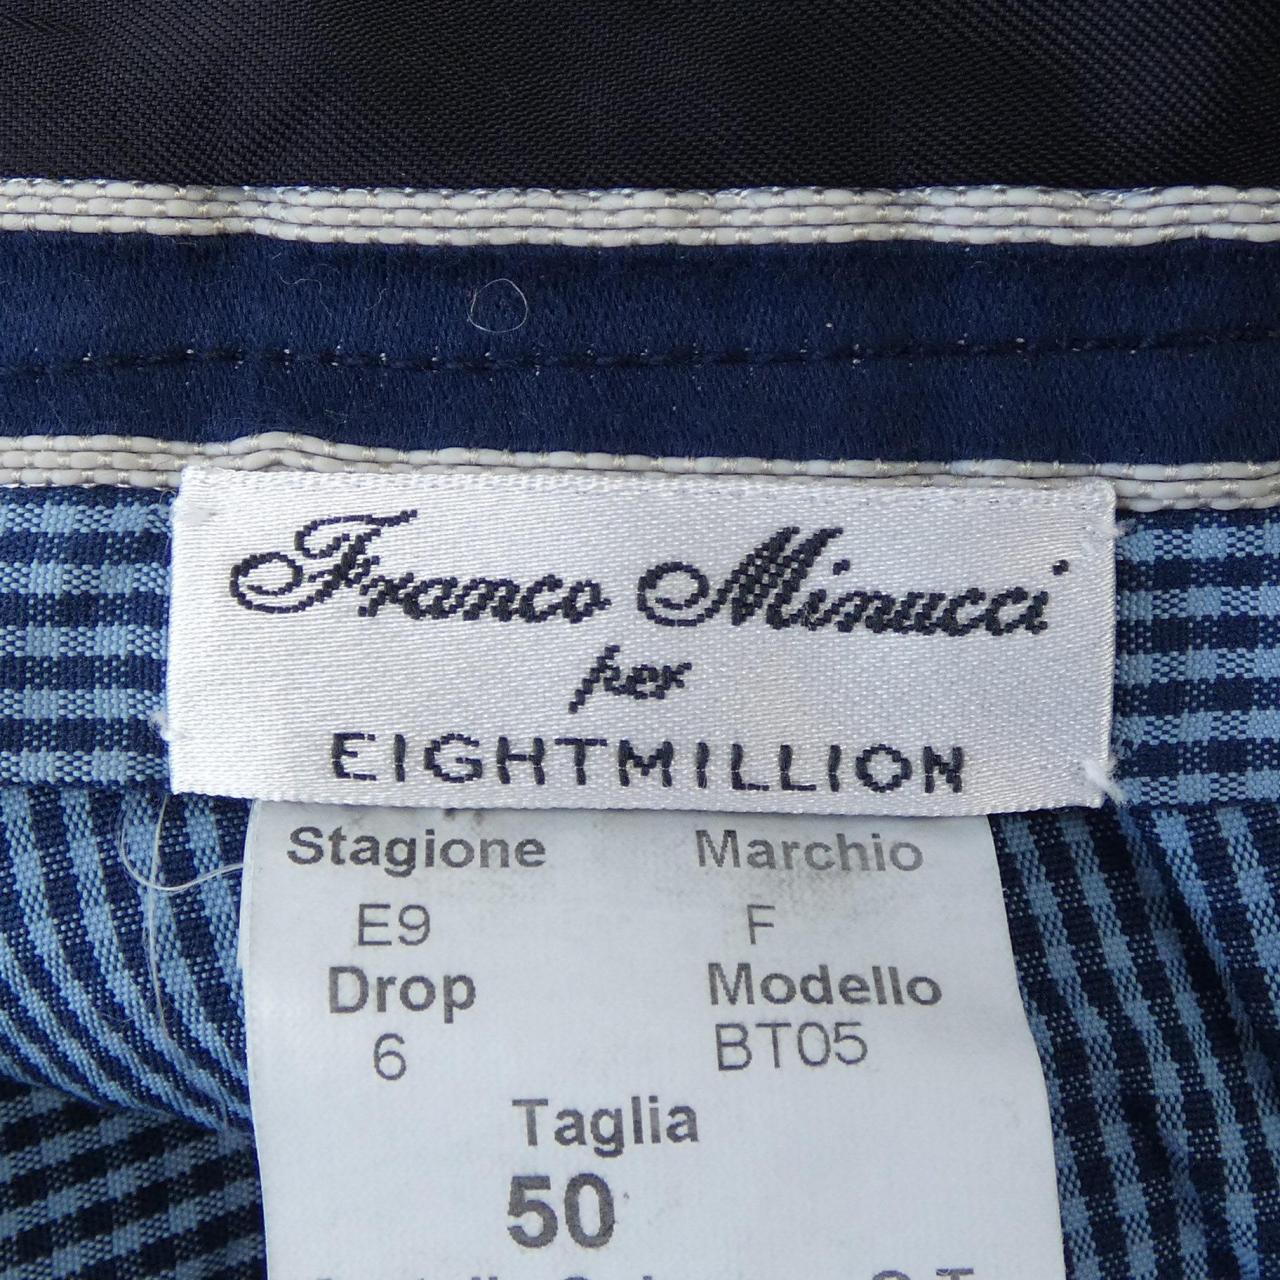 Franco Minucci
per
EIGHTMILLION
Stagione Marchio
E9 F
Drop Modello
6 BT05
Taglia
50